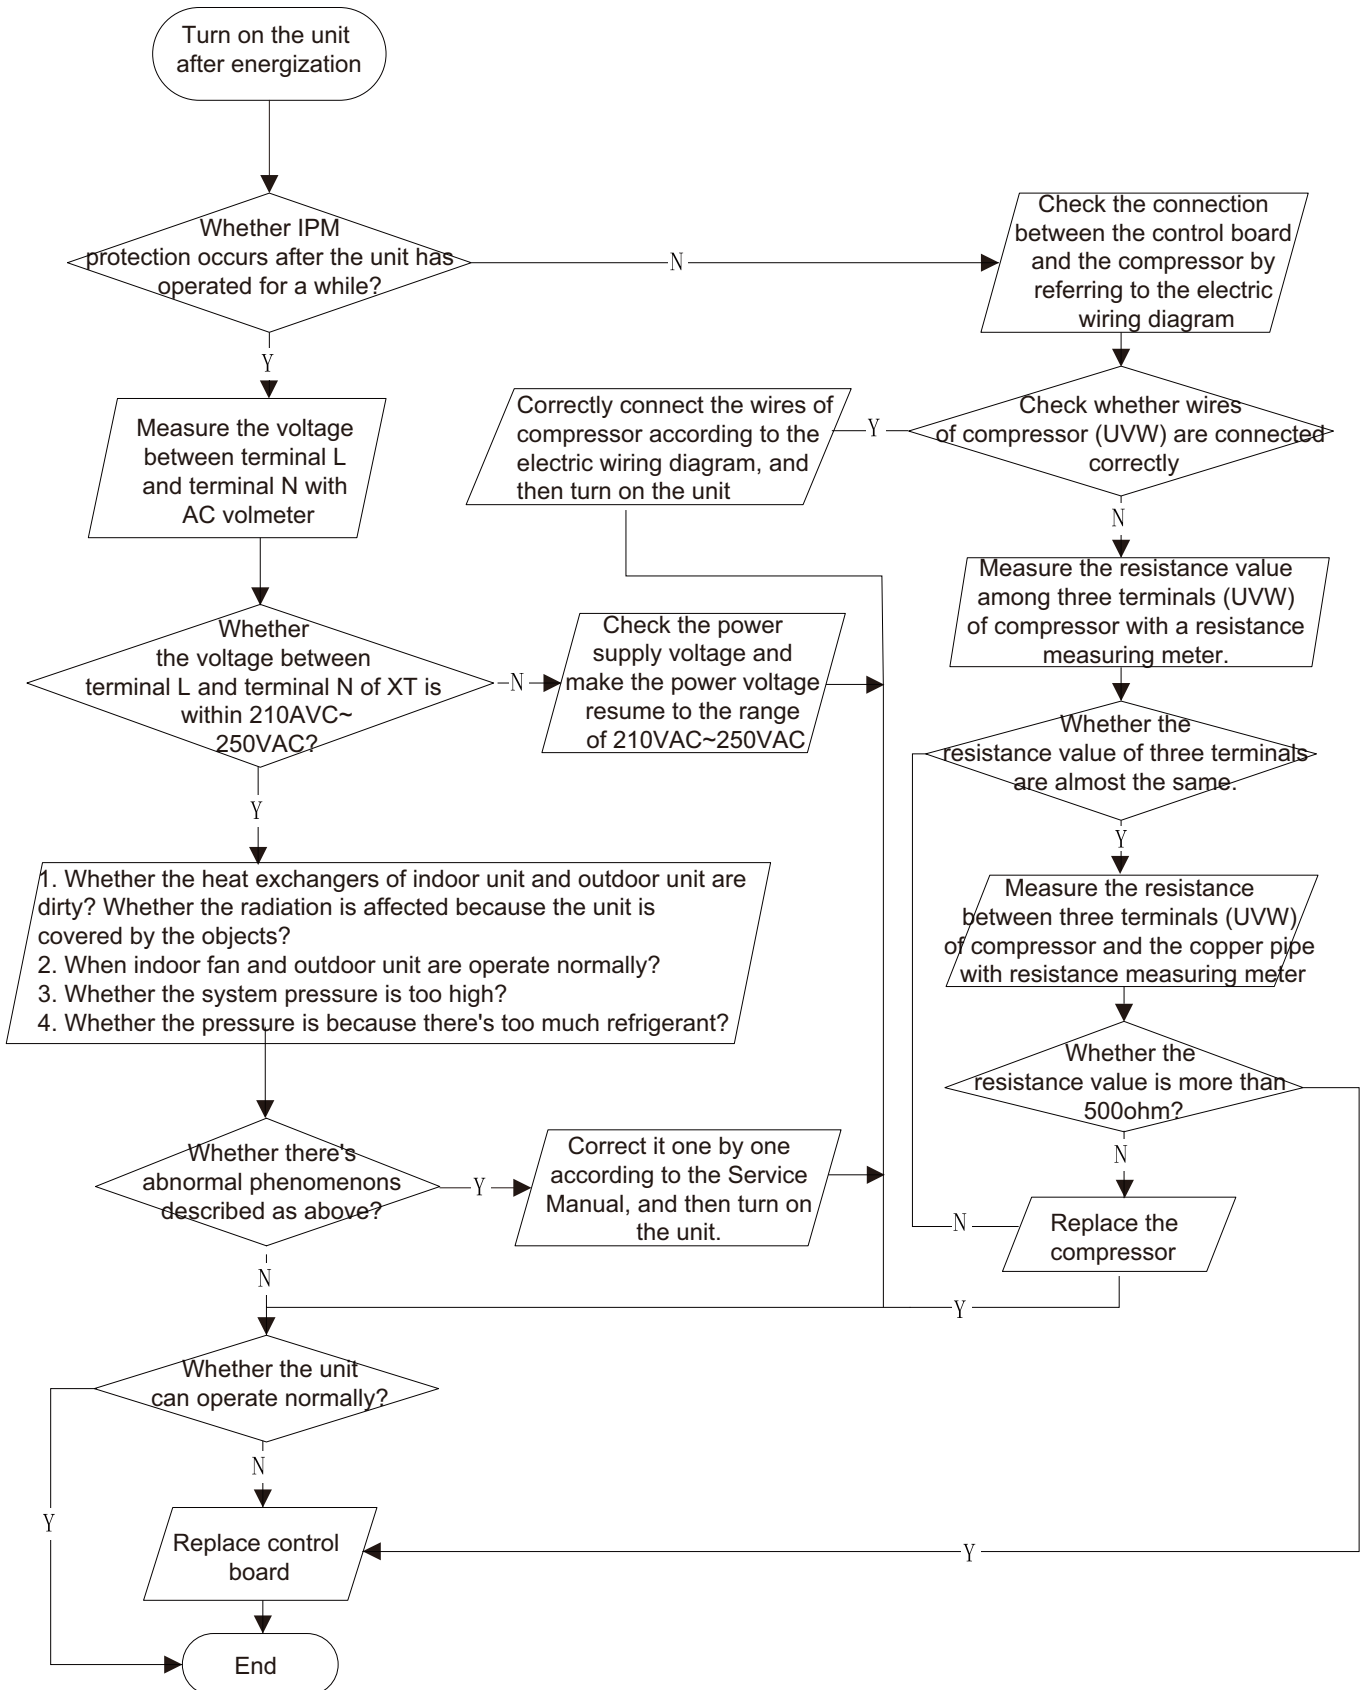 Turn on the unit
after energization
Whether IPM
protection occurs after the unit has
operated for a while?
N
Check the connection
between the control board
and the compressor by
referring to the electric
wiring diagram
Y
Measure the voltage
between terminal L
and terminal N with
AC volmeter
Correctly connect the wires of
compressor according to the
electric wiring diagram, and
then turn on the unit
Y
Check whether wires
of compressor (UVW) are connected
correctly
N
Measure the resistance value
among three terminals (UVW)
of compressor with a resistance
measuring meter.
Whether
the voltage between
terminal L and terminal N of XT is
within 210AVC~
250VAC?
N
Check the power
supply voltage and
make the power voltage
resume to the range
of 210VAC~250VAC
Whether the
resistance value of three terminals
are almost the same.
Y
Y
1. Whether the heat exchangers of indoor unit and outdoor unit are
dirty? Whether the radiation is affected because the unit is
covered by the objects?
2. When indoor fan and outdoor unit are operate normally?
3. Whether the system pressure is too high?
4. Whether the pressure is because there's too much refrigerant?
Measure the resistance
between three terminals (UVW)
of compressor and the copper pipe
with resistance measuring meter
Whether the
resistance value is more than
500ohm?
N
Whether there's
abnormal phenomenons
described as above?
Y
Correct it one by one
according to the Service
Manual, and then turn on
the unit.
N
Replace the
compressor
N
Y
Whether the unit
can operate normally?
N
Y
Replace control
board
Y
End